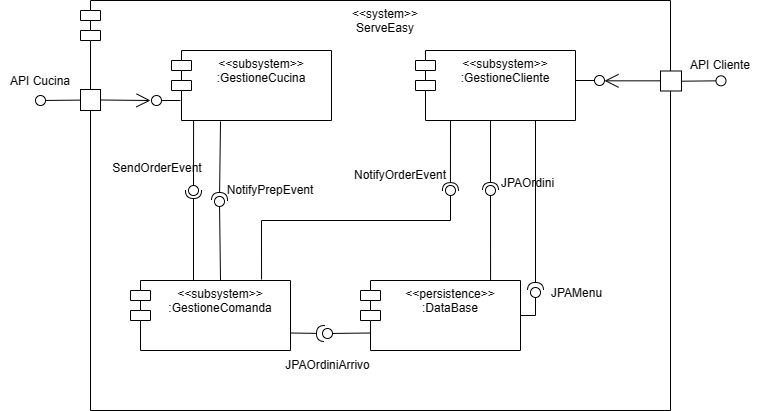 <<system>>
ServeEasy
API Cucina
<<subsystem>>
:GestioneCucina
<<subsystem>>
:GestioneCliente
API Cliente
SendOrderEvent
NotifyPrepEvent
NotifyOrderEvent
JPAOrdini
<<subsystem>>
:GestioneComanda
<<persistence>>
:DataBase
JPAMenu
JPAOrdiniArrivo